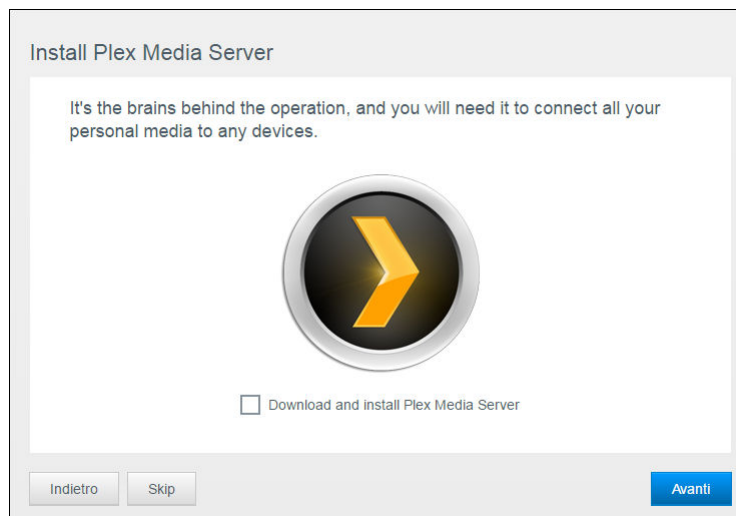 Install Plex Media Server
It's the brains behind the operation, and you will need it to connect all your
personal media to any devices.
Download and install Plex Media Server
Indietro
Skip
Avanti